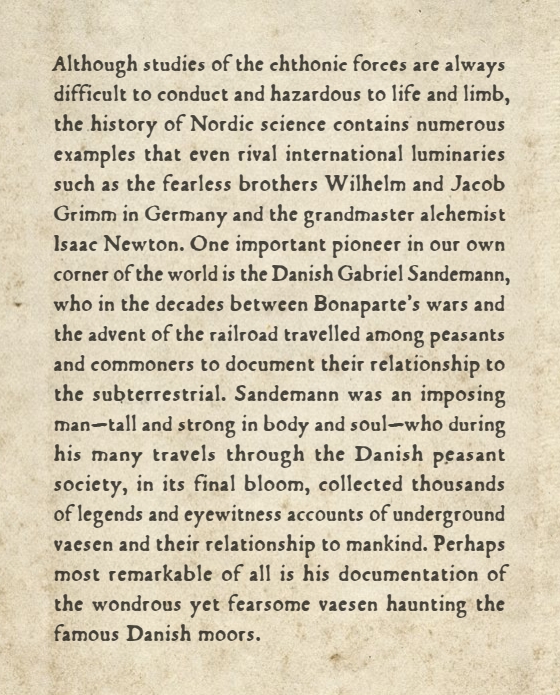 Although studies of the chthonic forces are always
difficult to conduct and hazardous to life and limb,
the history of Nordic science contains numerous
examples that even rival international luminaries
such as the fearless brothers Wilhelm and Jacob
Grimm in Germany and the grandmaster alchemist
Isaac Newton. One important pioneer in our own
corner of the world is the Danish Gabriel Sandemann,
who in the decades between Bonaparte's wars and
the advent of the railroad travelled among peasants
and commoners to document their relationship to
the subterrestrial. Sandemann was an imposing
man—tall and strong in body and soul—who during
his many travels through the Danish peasant
society, in its final bloom, collected thousands
of legends and eyewitness accounts of underground
vaesen and their relationship to mankind. Perhaps
most remarkable of all is his documentation of
the wondrous yet fearsome vaesen haunting the
famous Danish moors.